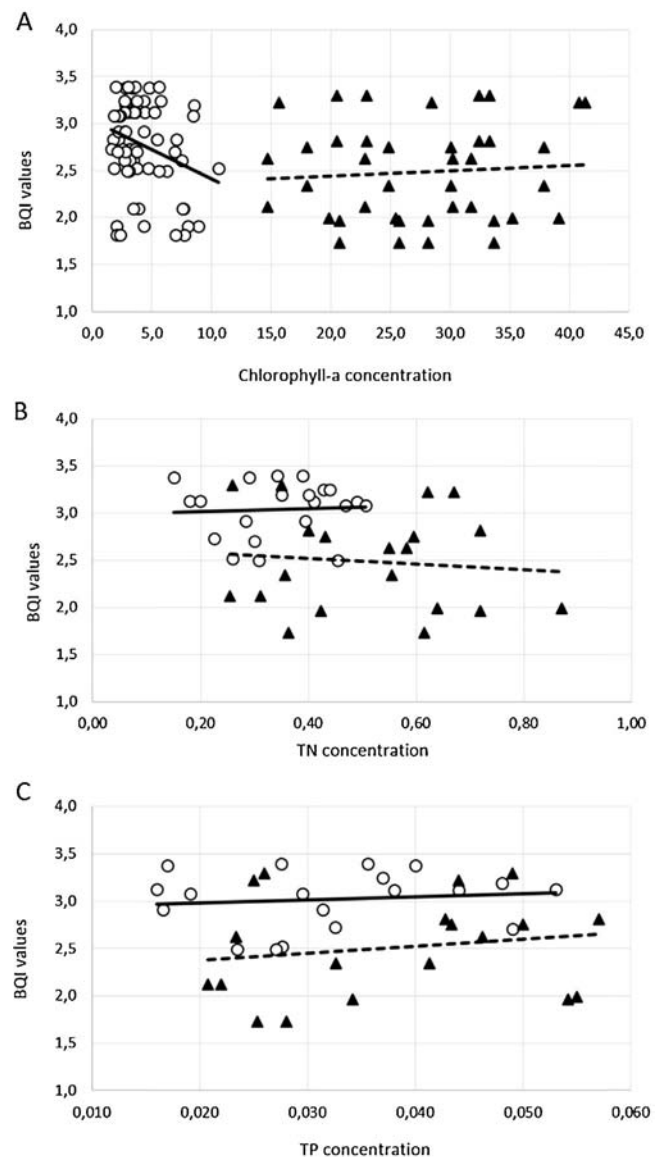 A
4,0
3,5
3,0
2,5
2,0
1,5
1,0
BQI values
0,0 5,0 10,0 15,0 20,0 25,0 30,0 35,0 40,0 45,0
Chlorophyll-a concentration
B
4,0
3,5
3,0
2,5
2,0
1,5
1,0
BQI values
0,00 0,20 0,40 0,60 0,80 1,00
TN concentration
C
4,0
3,5
3,0
2,5
2,0
1,5
1,0
BQI values
0,010 0,020 0,030 0,040 0,050 0,060
TP concentration